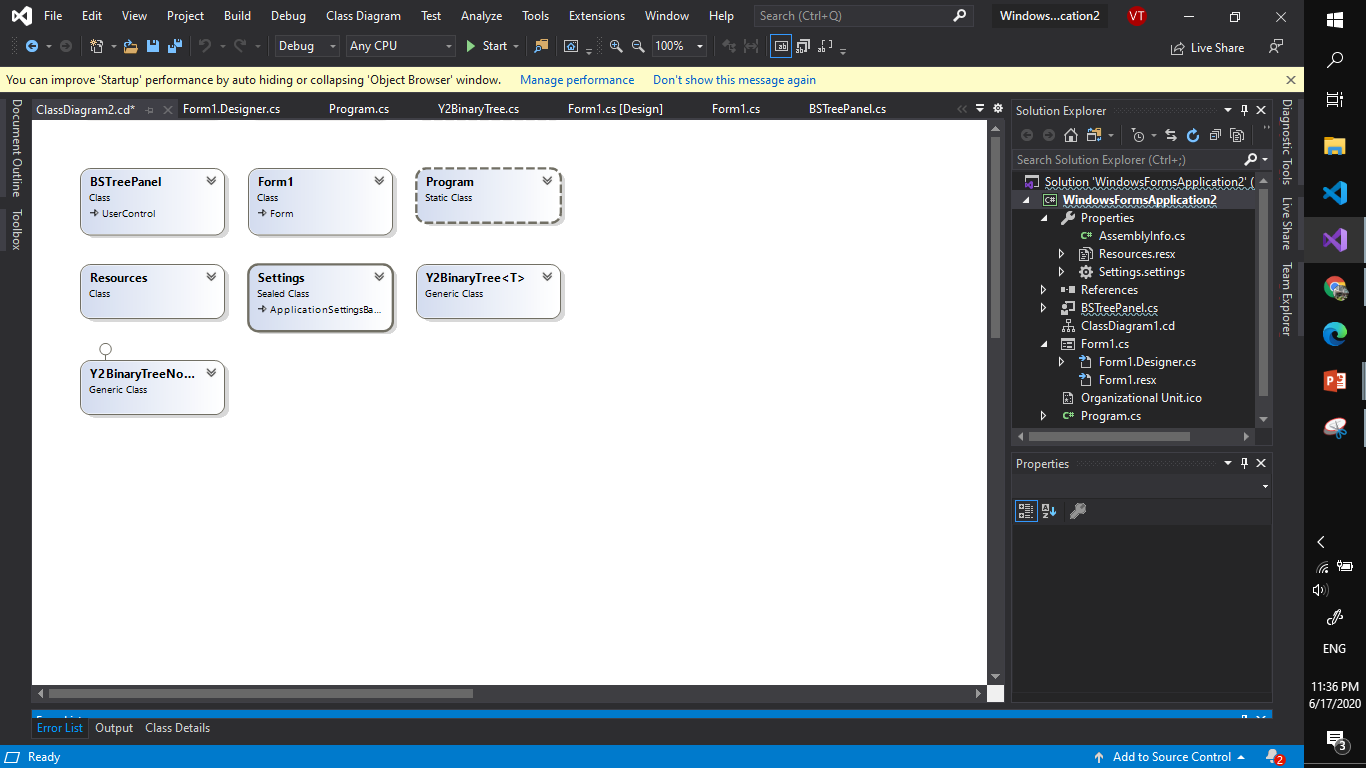 File Edit View Project Build Debug Class Diagram Test Analyze Tools Extensions Window Help Search (Ctrl+Q) Windows...cation2 VT
Debug Any CPU Start 100% Live Share
You can improve 'Startup' performance by auto hiding or collapsing 'Object Browser' window. Manage performance Don't show this message again
Document Outline
Toolbox
ClassDiagram2.cd* Form1.Designer.cs Program.cs Y2BinaryTree.cs Form1.cs [Design] Form1.cs BSTreePanel.cs
BSTreePanel
Class
UserControl
Form1
Class
Form
Program
Static Class
Resources
Class
Settings
Sealed Class
ApplicationSettingsBa...
Y2BinaryTree<T>
Generic Class
Y2BinaryTreeNo...
Generic Class
Solution Explorer
Search Solution Explorer (Ctrl+;)
Solution 'WindowsFormsApplication2' (
C# WindowsFormsApplication2
Properties
C# AssemblyInfo.cs
Resources.resx
Settings.settings
References
BSTreePanel.cs
ClassDiagram1.cd
Form1.cs
Form1.Designer.cs
Form1.resx
Organizational Unit.ico
C# Program.cs
Properties
Diagnostic Tools
Live Share
Team Explorer
Error List Output Class Details
Ready Add to Source Control 2
ENG
11:36 PM
6/17/2020
3